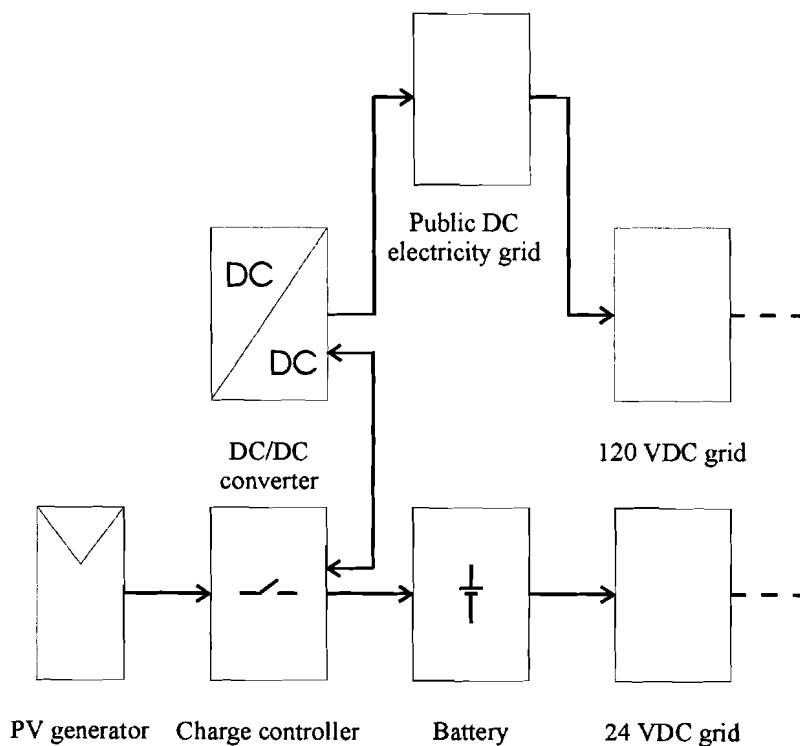 Public DC
electricity grid
DC
DC
DC/DC
converter
120 VDC grid
PV generator
Charge controller
Battery
24 VDC grid